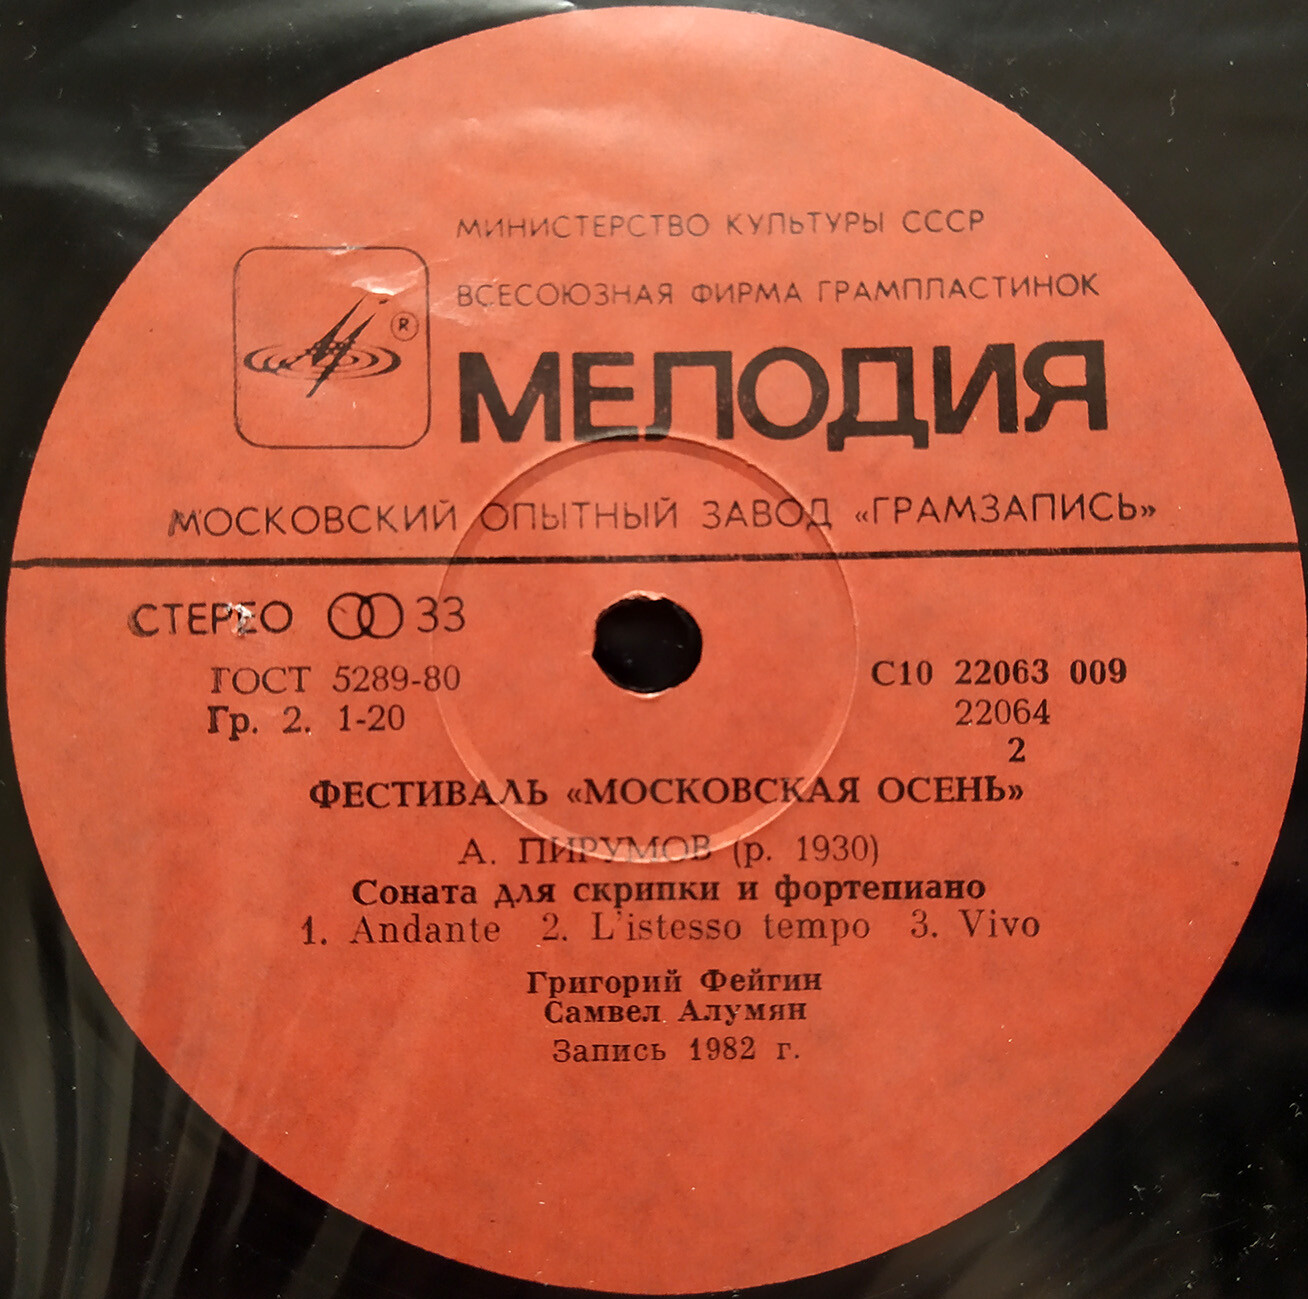 МИНИСТЕРСТВО КУЛЬТУРЫ СССР
ВСЕСОЮЗНАЯ ФИРМА ГРАМПЛАСТИНОК
®
МЕЛОДИЯ
МОСКОВСКИЙ ОПЫТНЫЙ ЗАВОД «ГРАМЗАПИСЬ»
СТЕРЕО 33
ГОСТ 5289-80
Гр. 2. 1-20
С10 22063 009
22064
2
ФЕСТИВАЛЬ «МОСКОВСКАЯ ОСЕНЬ»
А. ПИРУМОВ (р. 1930)
Соната для скрипки и фортепиано
1. Andante 2. L'istesso tempo 3. Vivo
Григорий Фейгин
Самвел Алумян
Запись 1982 г.